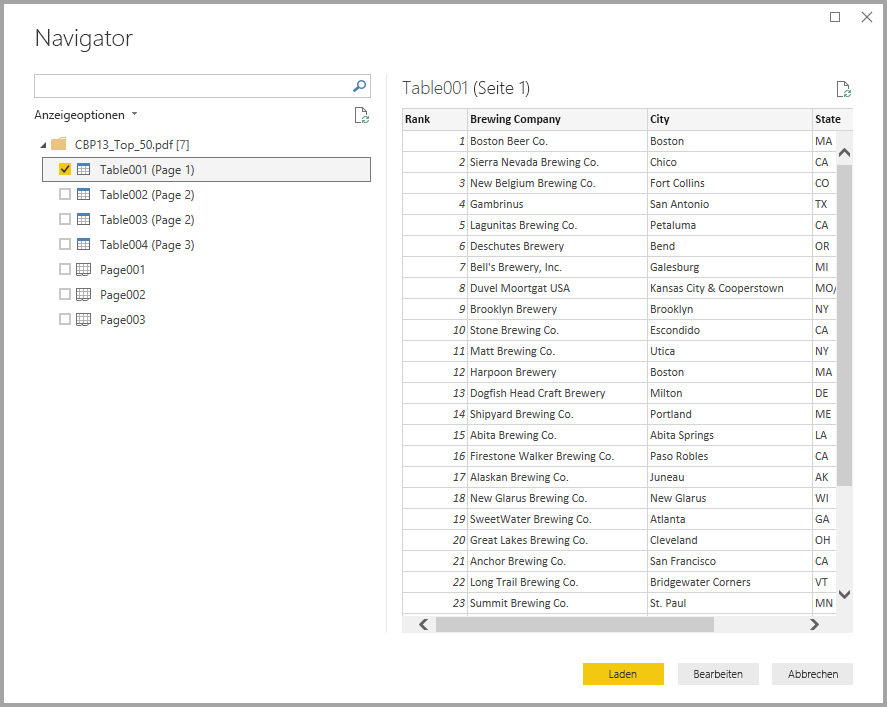 Navigator
Anzeigeoptionen
CBP13_Top_50.pdf [7]
Table001 (Page 1)
Table002 (Page 2)
Table003 (Page 2)
Table004 (Page 3)
Page001
Page002
Page003
Table001 (Seite 1)
Rank Brewing Company City State
1 Boston Beer Co. Boston MA
2 Sierra Nevada Brewing Co. Chico CA
3 New Belgium Brewing Co. Fort Collins CO
4 Gambrinus San Antonio TX
5 Lagunitas Brewing Co. Petaluma CA
6 Deschutes Brewery Bend OR
7 Bell's Brewery, Inc. Galesburg MI
8 Duvel Moortgat USA Kansas City & Cooperstown MO/
9 Brooklyn Brewery Brooklyn NY
10 Stone Brewing Co. Escondido CA
11 Matt Brewing Co. Utica NY
12 Harpoon Brewery Boston MA
13 Dogfish Head Craft Brewery Milton DE
14 Shipyard Brewing Co. Portland ME
15 Abita Brewing Co. Abita Springs LA
16 Firestone Walker Brewing Co. Paso Robles CA
17 Alaskan Brewing Co. Juneau AK
18 New Glarus Brewing Co. New Glarus WI
19 SweetWater Brewing Co. Atlanta GA
20 Great Lakes Brewing Co. Cleveland OH
21 Anchor Brewing Co. San Francisco CA
22 Long Trail Brewing Co. Bridgewater Corners VT
23 Summit Brewing Co. St. Paul MN
Laden Bearbeiten Abbrechen